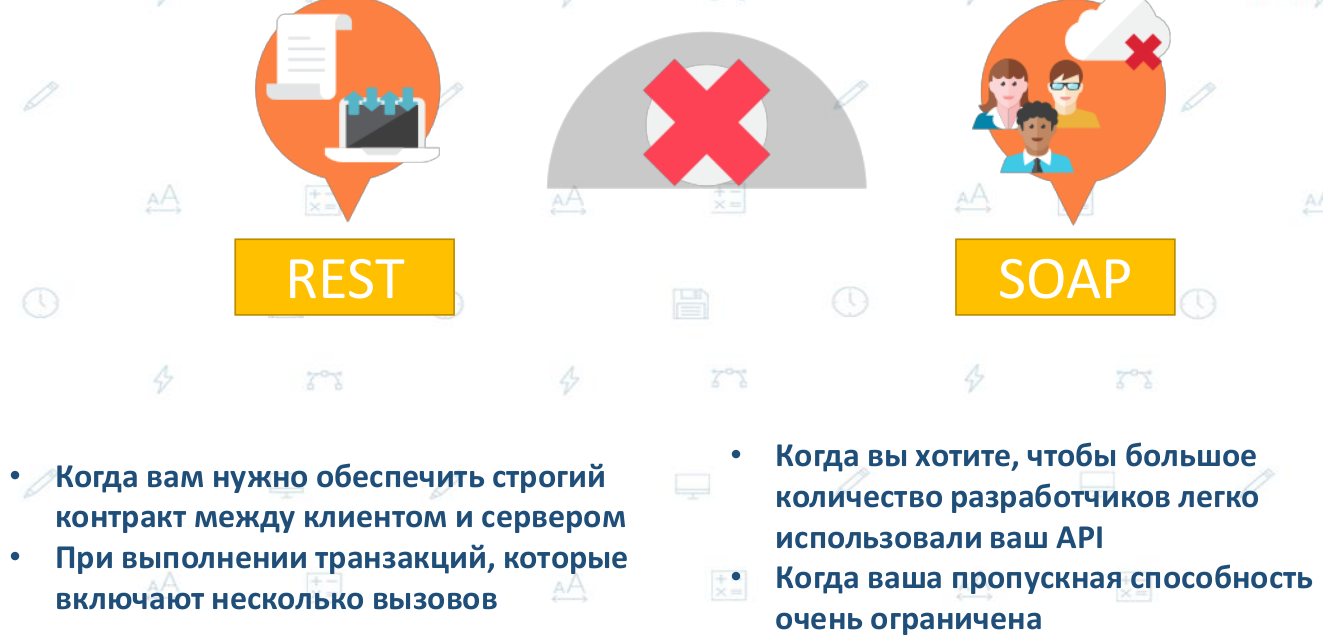 REST
SOAP
• Когда вам нужно обеспечить строгий
контракт между клиентом и сервером
• При выполнении транзакций, которые
включают несколько вызовов
• Когда вы хотите, чтобы большое
количество разработчиков легко
использовали ваш API
• Когда ваша пропускная способность
очень ограничена